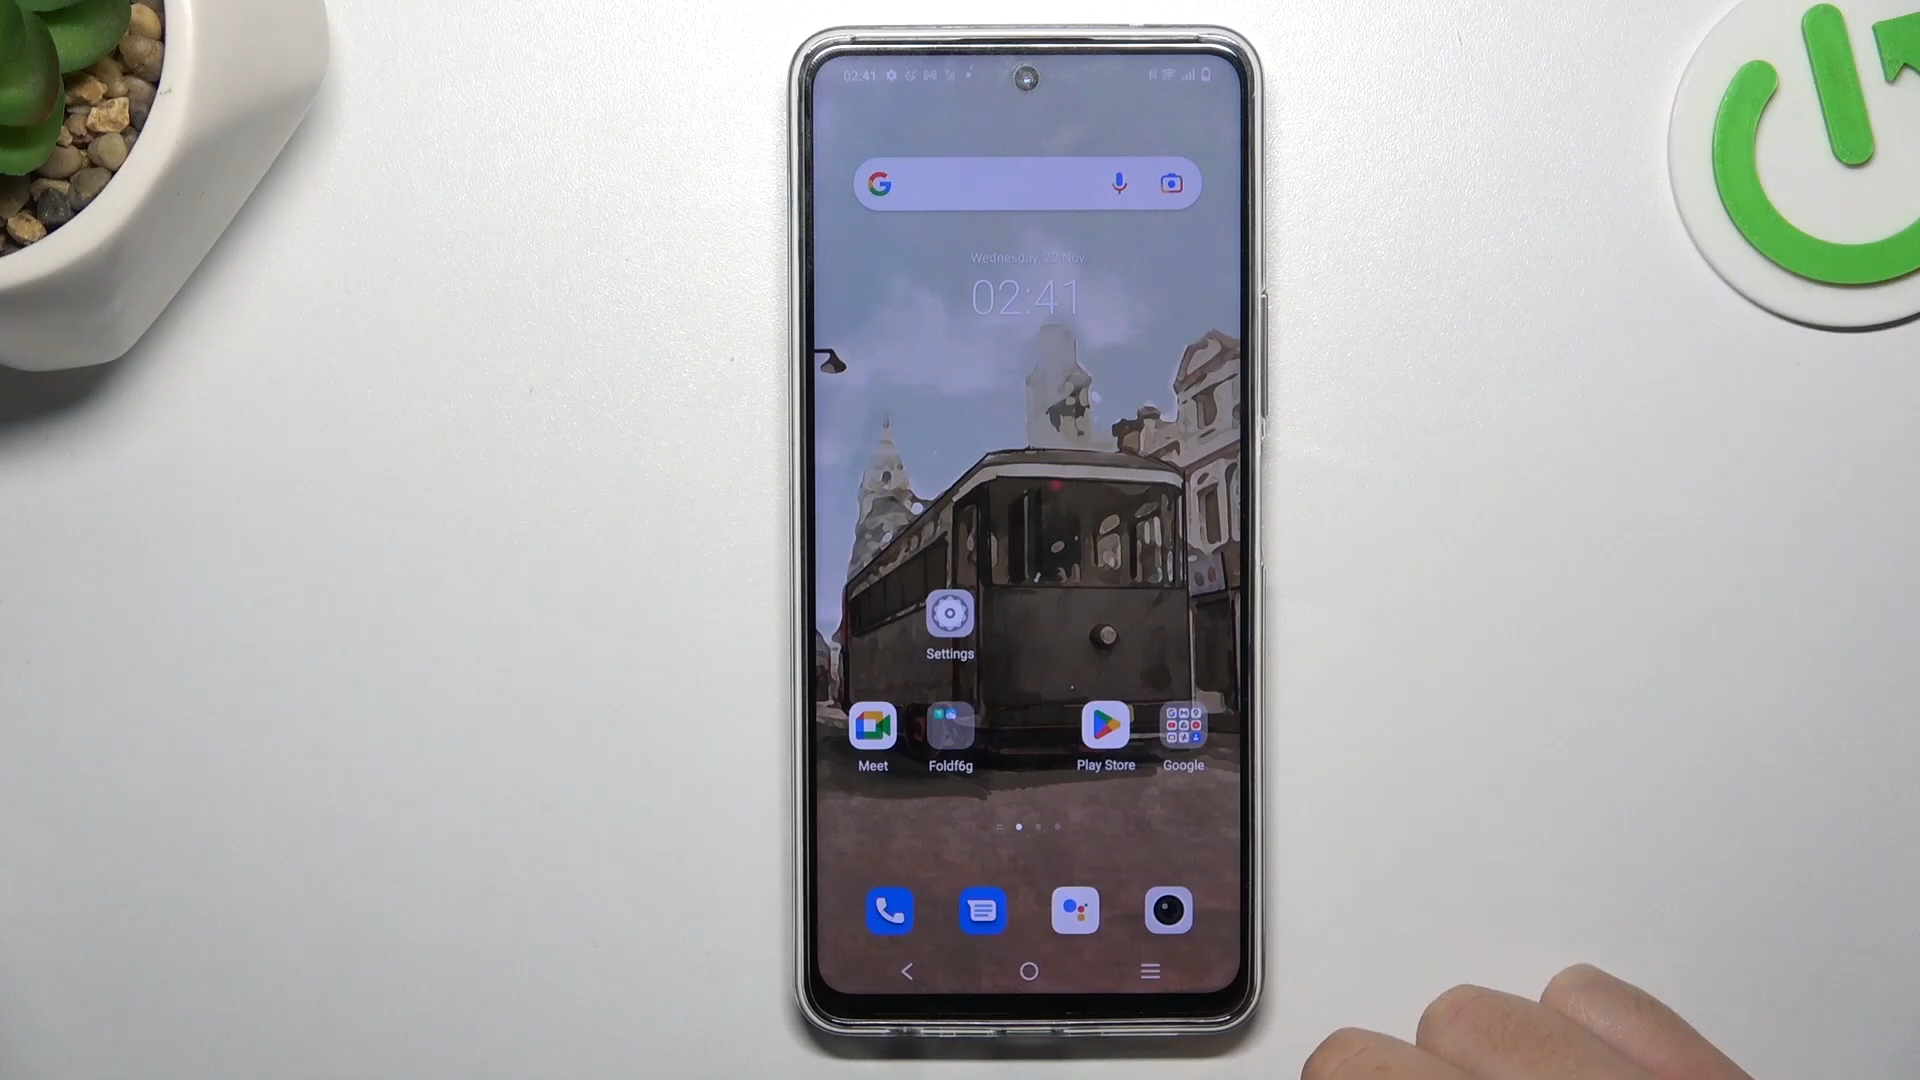 02:41
Wednesday, 22 Nov
02:41
Settings
Meet
Foldf6g
Play Store
Google